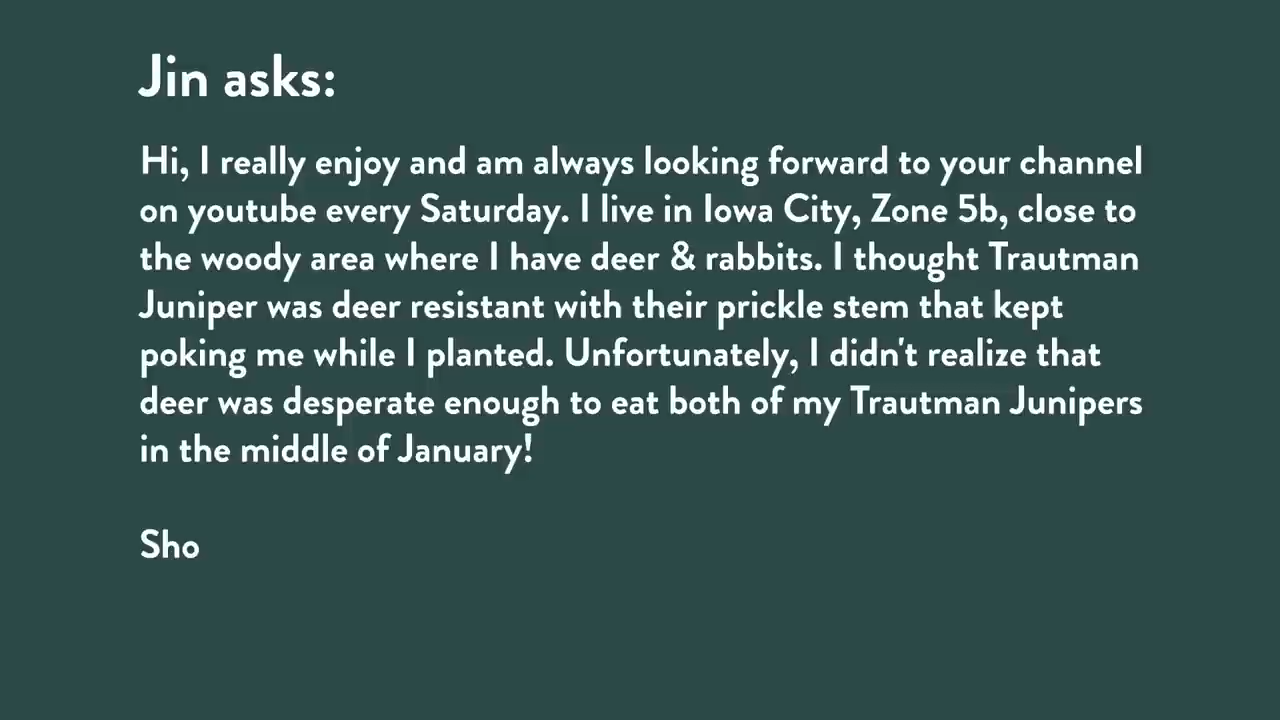 Jin asks:
Hi, I really enjoy and am always looking forward to your channel
on youtube every Saturday. I live in Iowa City, Zone 5b, close to
the woody area where I have deer & rabbits. I thought Trautman
Juniper was deer resistant with their prickle stem that kept
poking me while I planted. Unfortunately, I didn't realize that
deer was desperate enough to eat both of my Trautman Junipers
in the middle of January!
Sho